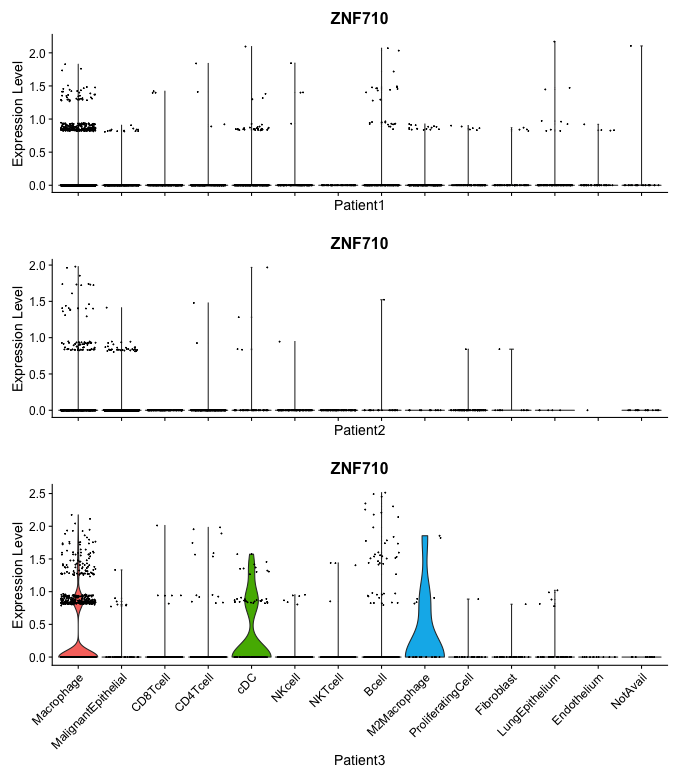 ZNF710
Expression Level
2.0
1.5
1.0
0.5
0.0
Patient1
ZNF710
Expression Level
2.0
1.5
1.0
0.5
0.0
Patient2
ZNF710
Expression Level
2.5
2.0
1.5
1.0
0.5
0.0
Macrophage
MalignantEpithelial
CD8Tcell
CD4Tcell
cDC
NKcell
NKTcell
Bcell
M2Macrophage
ProliferatingCell
Fibroblast
LungEpithelium
Endothelium
NotAvail
Patient3